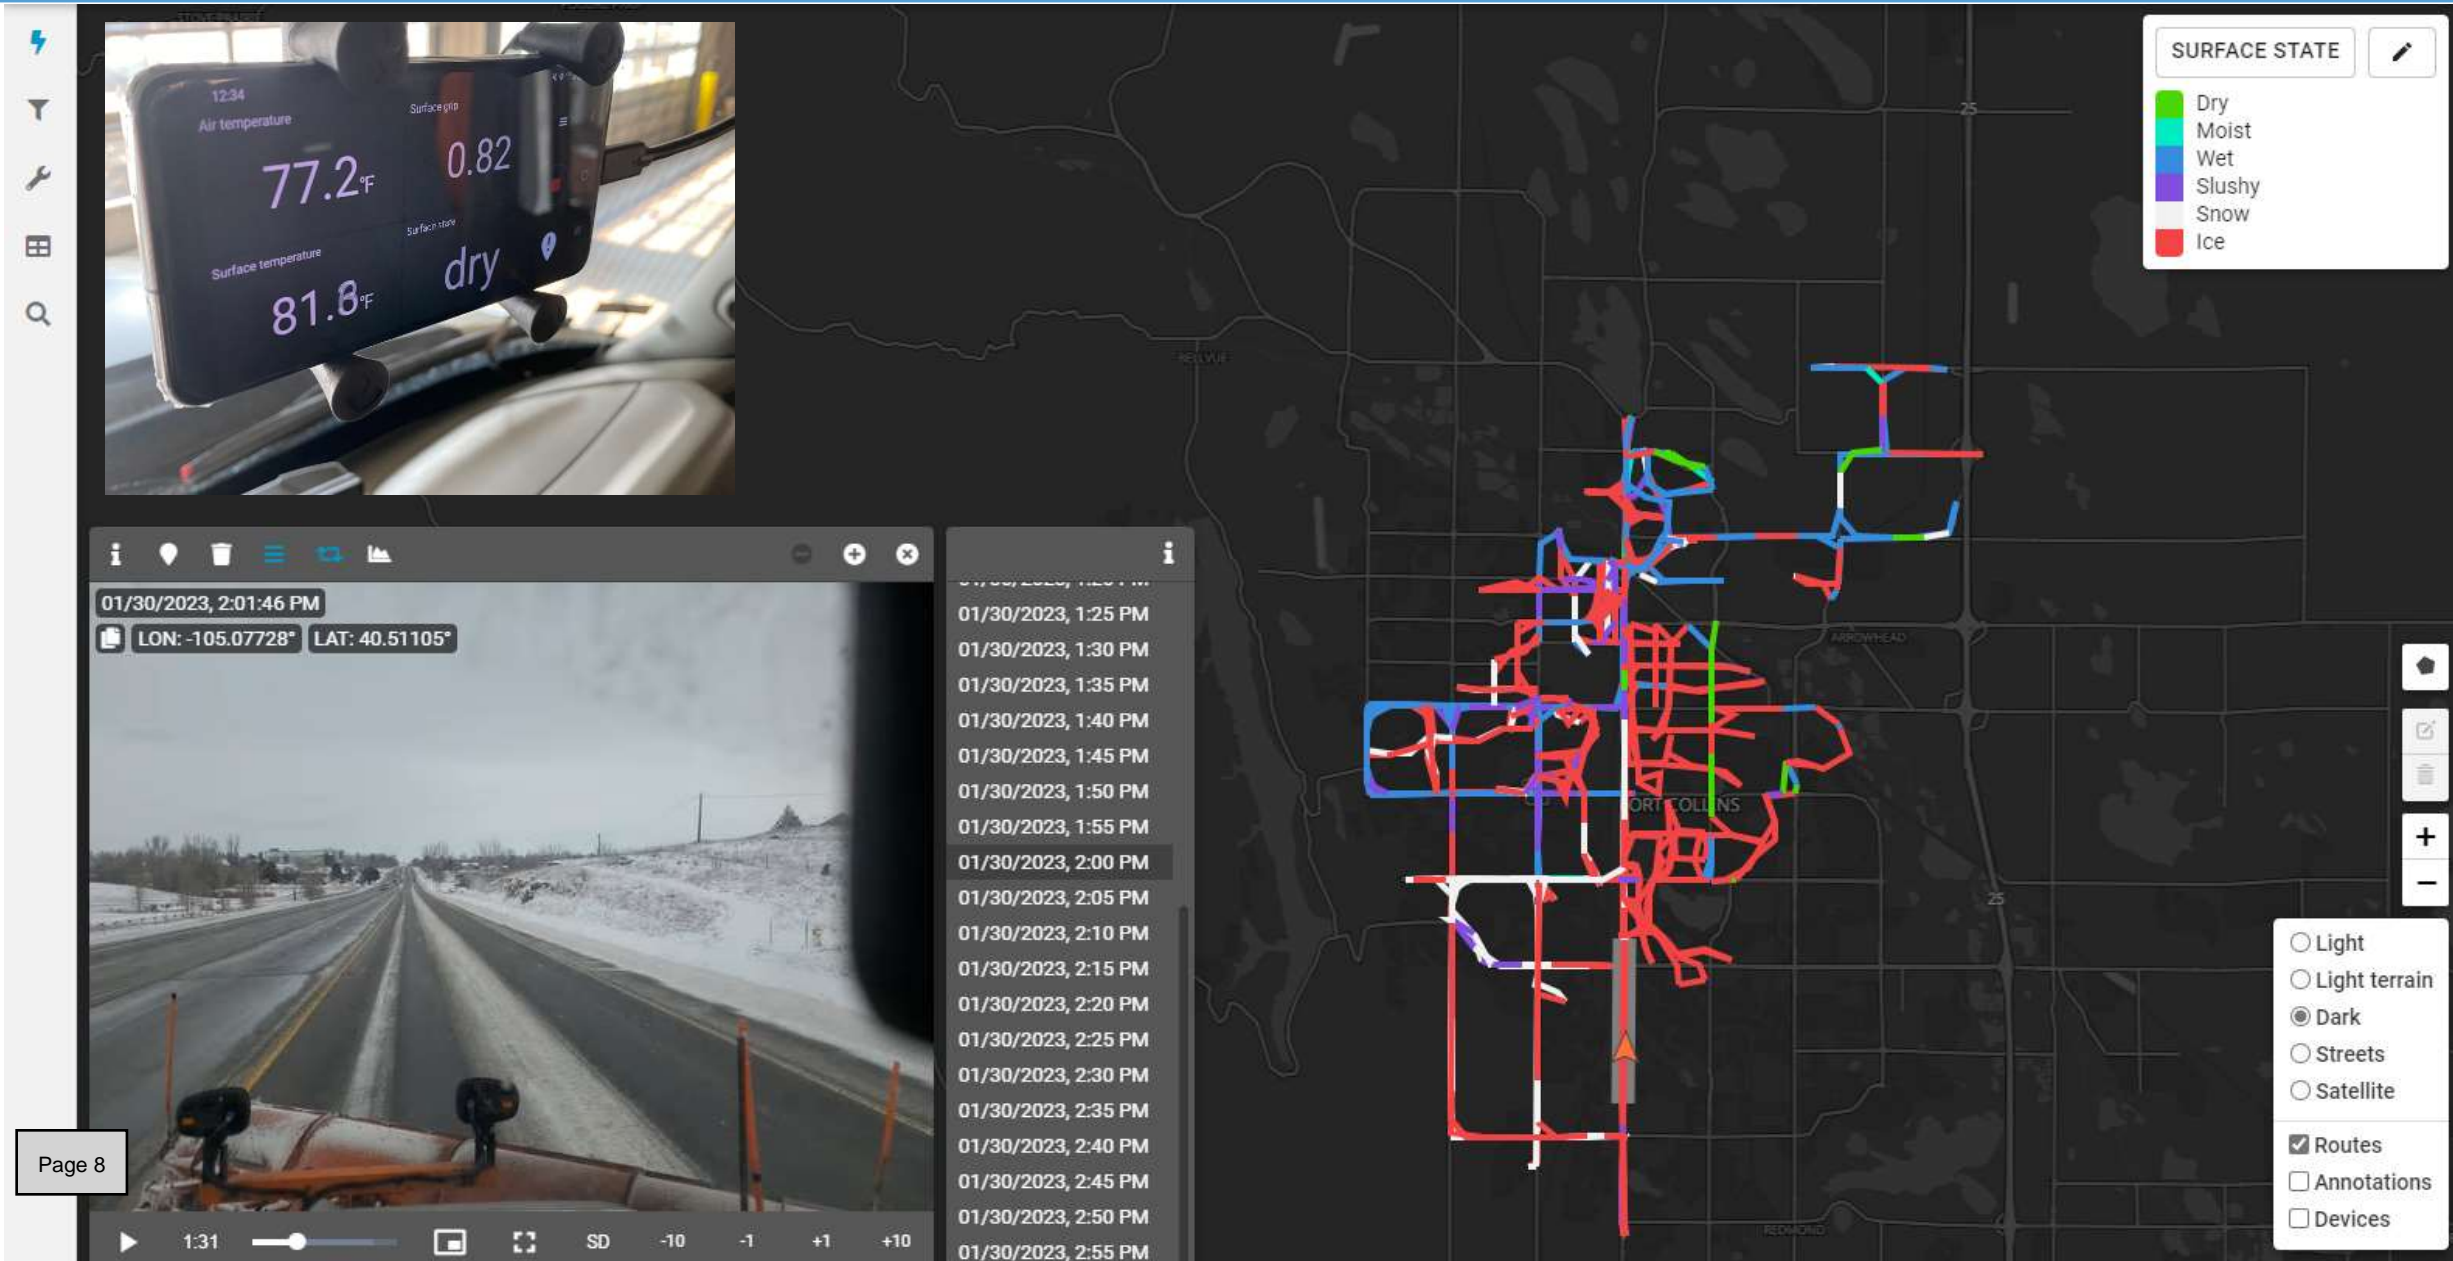 12:34
Air temperature
77.2°F
Surface grip
0.82
Surface temperature
81.8°F
Surface state
dry
SURFACE STATE
Dry
Moist
Wet
Slushy
Snow
Ice
25
BELLVUE
ARROWHEAD
ORT COLLINS
25
REDMOND
01/30/2023, 2:01:46 PM
LON: -105.07728° LAT: 40.51105°
01/30/2023, 1:25 PM
01/30/2023, 1:30 PM
01/30/2023, 1:35 PM
01/30/2023, 1:40 PM
01/30/2023, 1:45 PM
01/30/2023, 1:50 PM
01/30/2023, 1:55 PM
01/30/2023, 2:00 PM
01/30/2023, 2:05 PM
01/30/2023, 2:10 PM
01/30/2023, 2:15 PM
01/30/2023, 2:20 PM
01/30/2023, 2:25 PM
01/30/2023, 2:30 PM
01/30/2023, 2:35 PM
01/30/2023, 2:40 PM
01/30/2023, 2:45 PM
01/30/2023, 2:50 PM
01/30/2023, 2:55 PM
1:31
SD -10 -1 +1 +10
+
−
Light
Light terrain
Dark
Streets
Satellite
Routes
Annotations
Devices
Page 8